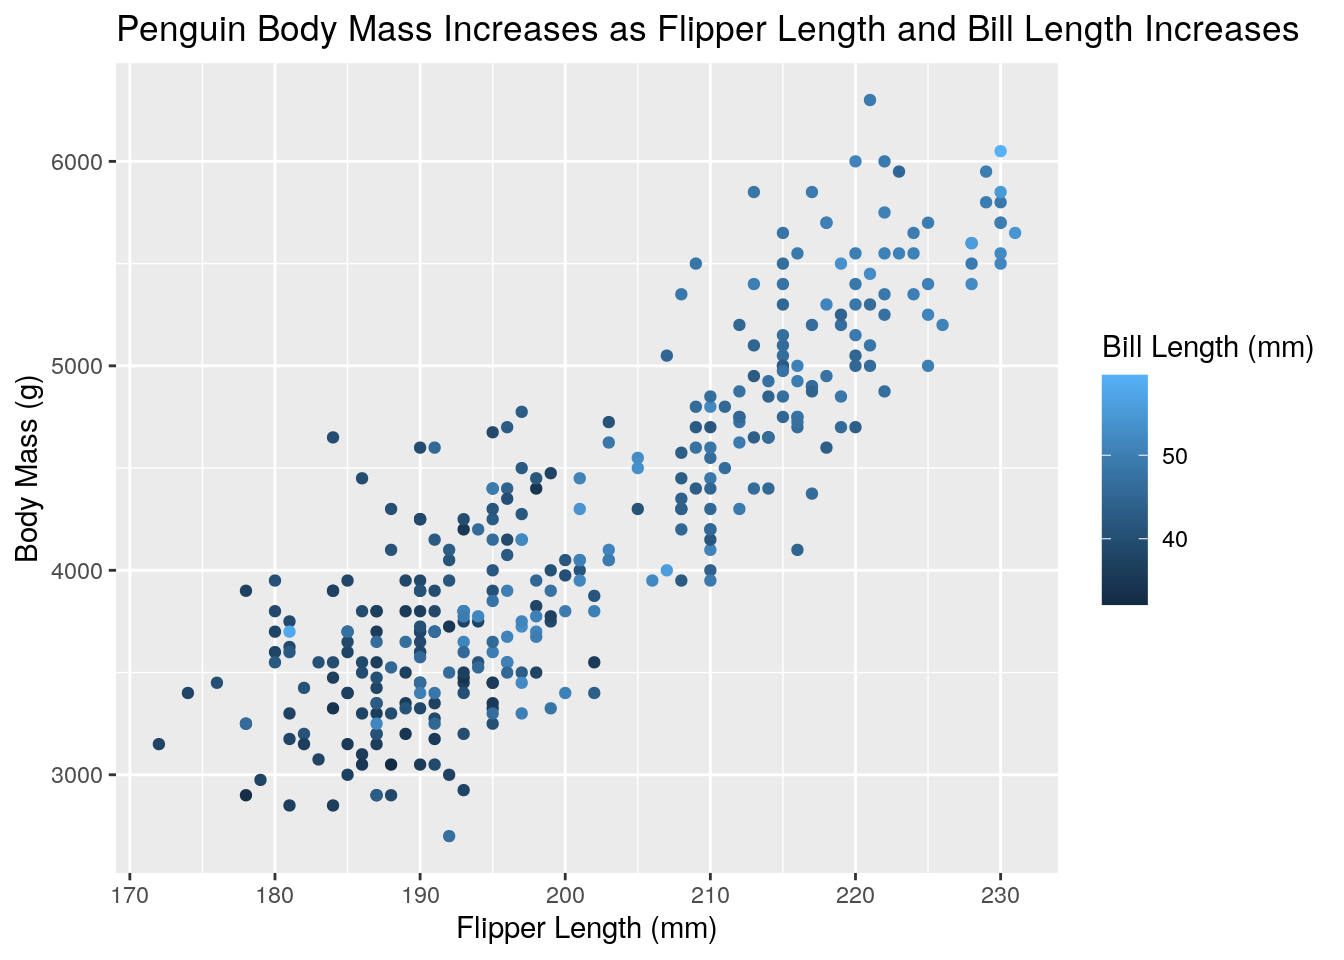 Penguin Body Mass Increases as Flipper Length and Bill Length Increases
6000
5000
4000
3000
Body Mass (g)
170 180 190 200 210 220 230
Flipper Length (mm)
Bill Length (mm)
50
40